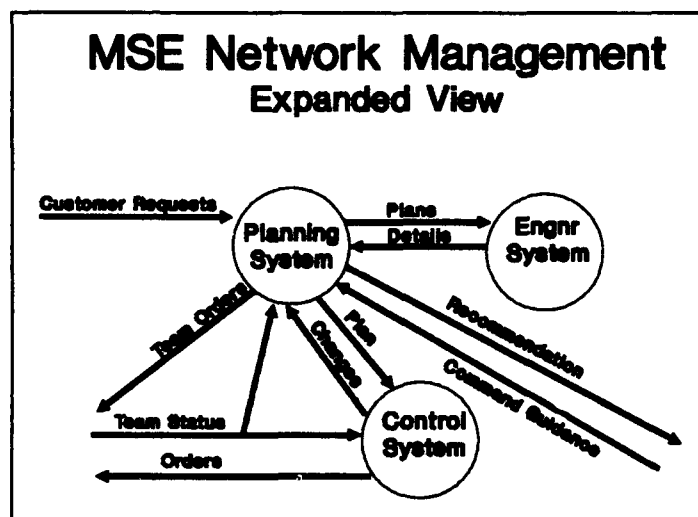 MSE Network Management
Expanded View
Customer Requests
Planning
System
Plans
Details
Engnr
System
Team Orders
Plan
Changes
Recommendation
Command Guidance
Team Status
Control
System
Orders